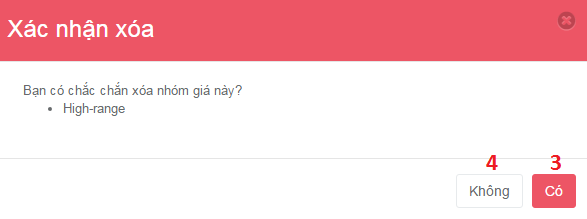 Xác nhận xóa
Bạn có chắc chắn xóa nhóm giá này?
• High-range
4 3
Không Có